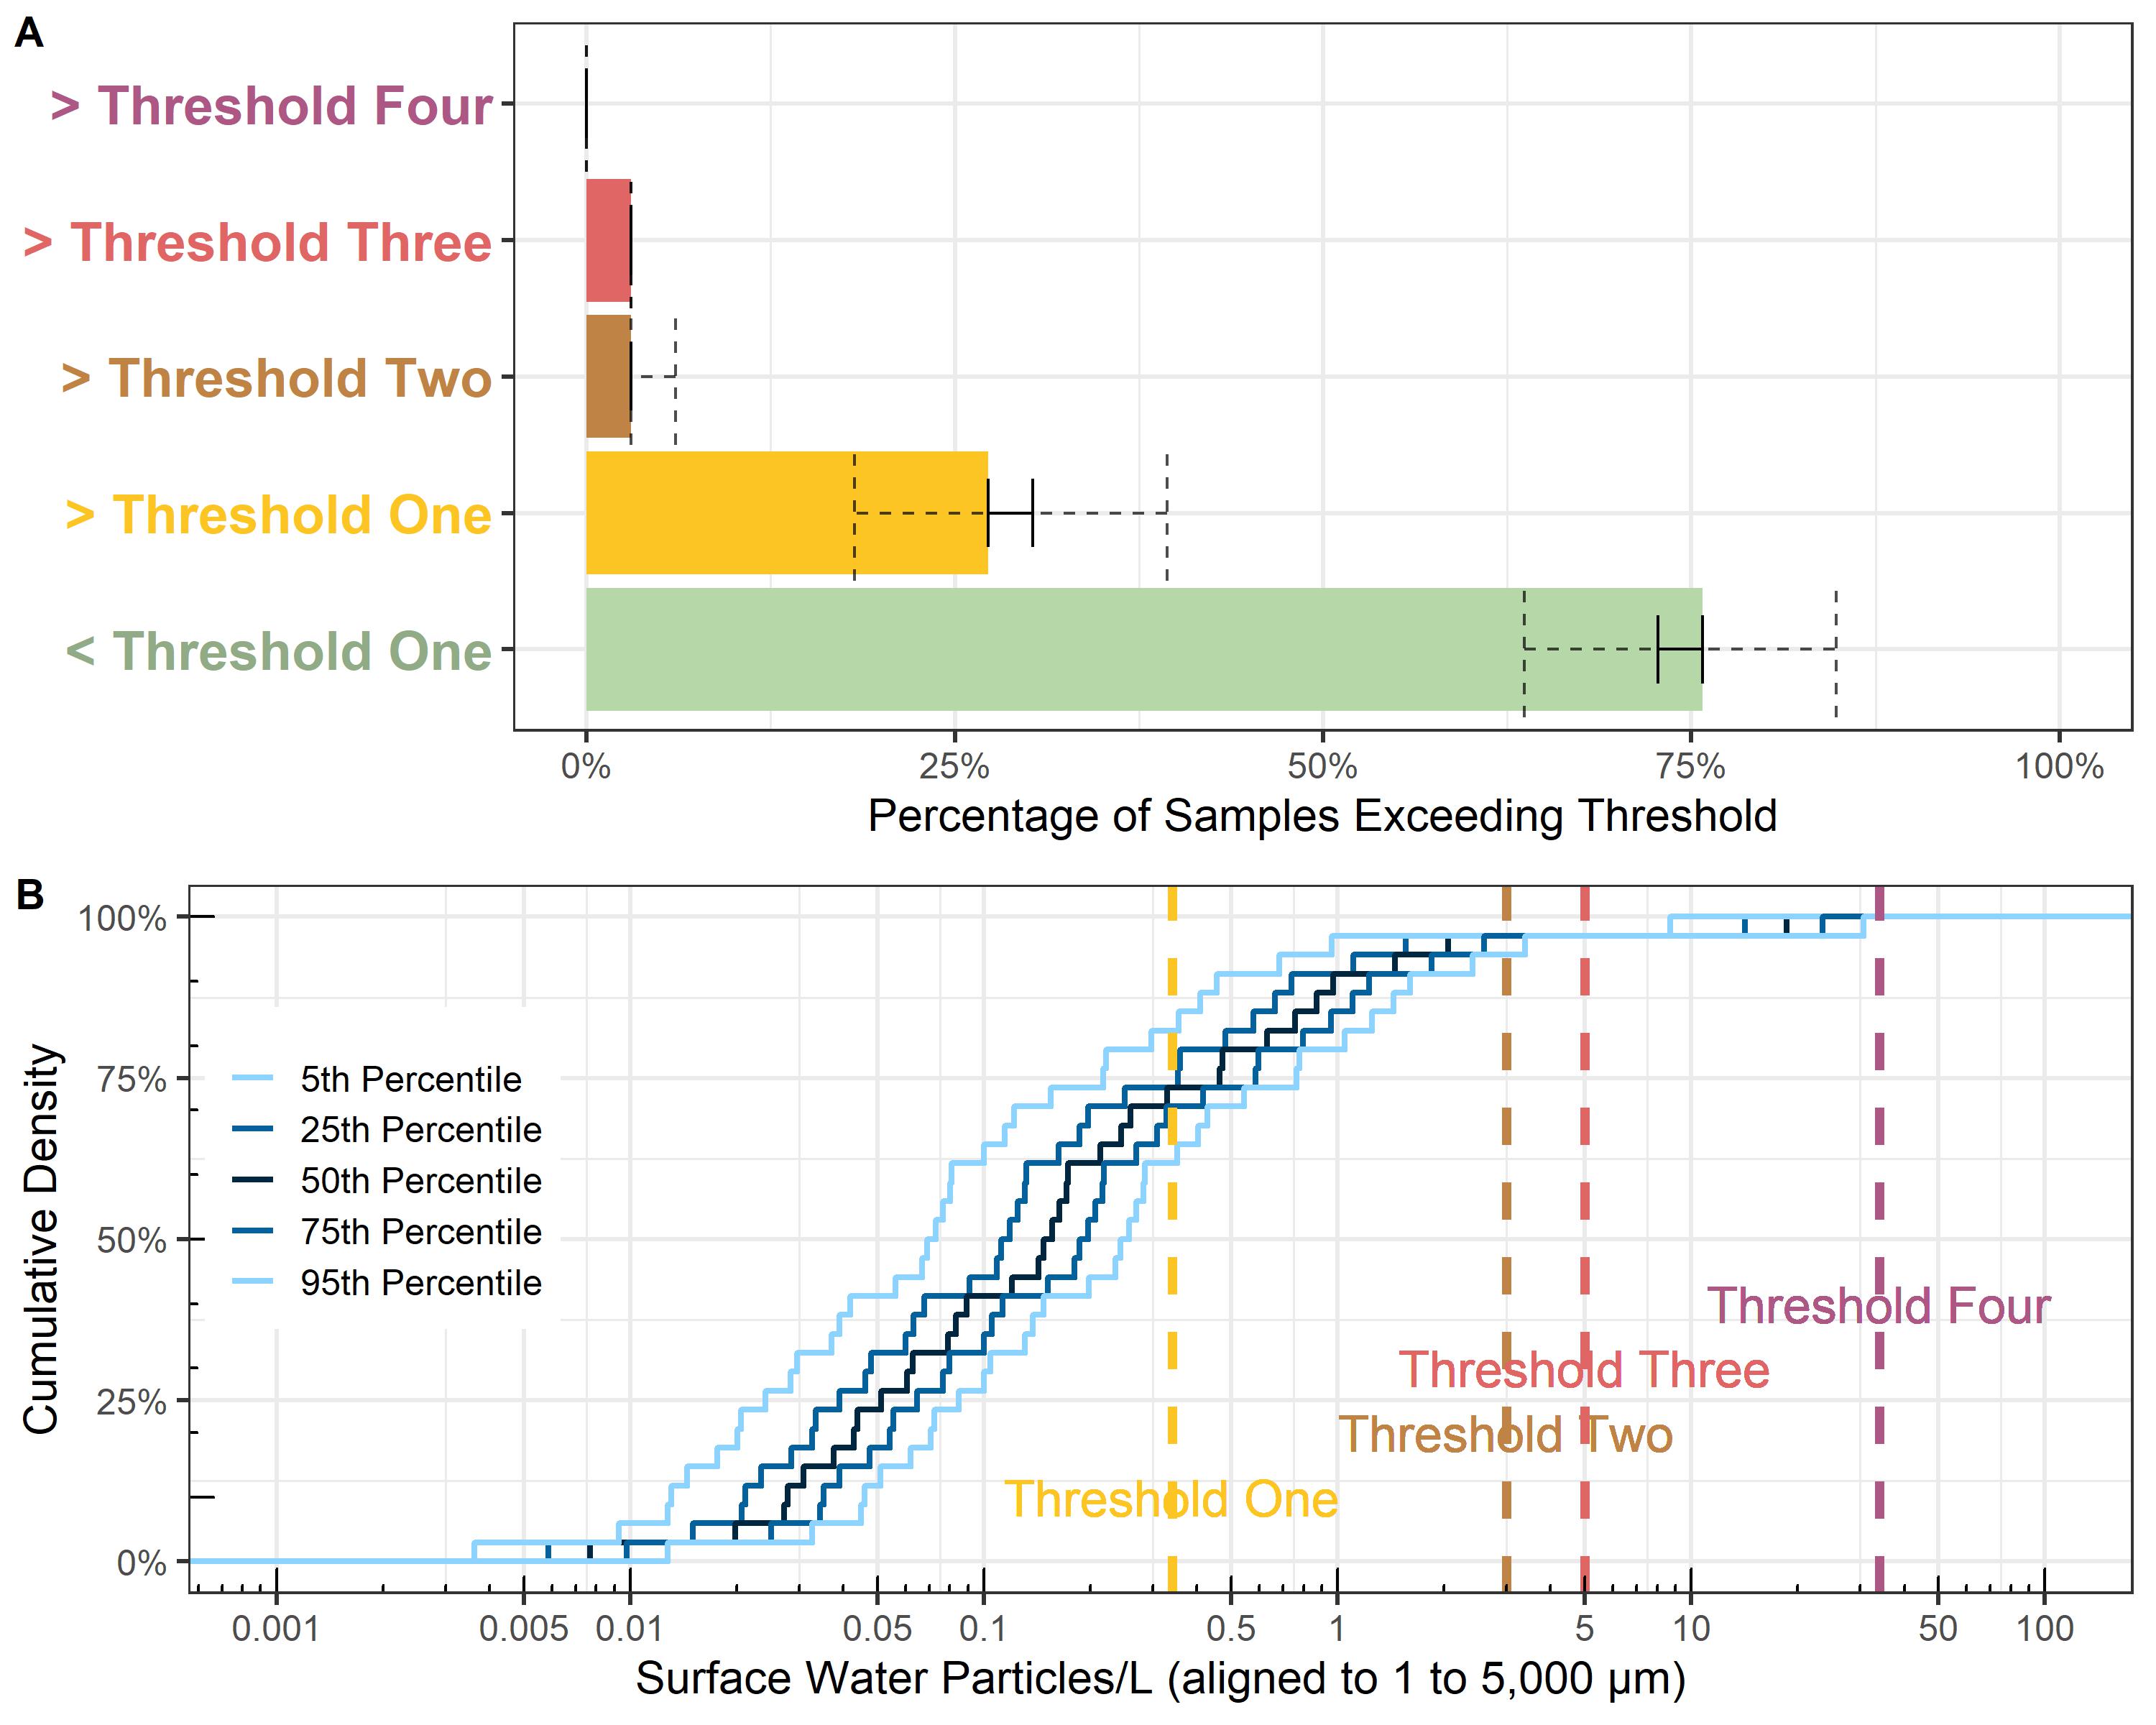 A
> Threshold Four
> Threshold Three
> Threshold Two
> Threshold One
< Threshold One
0% 25% 50% 75% 100%
Percentage of Samples Exceeding Threshold
B
100%
75%
50%
25%
0%
Cumulative Density
5th Percentile
25th Percentile
50th Percentile
75th Percentile
95th Percentile
Threshold Four
Threshold Three
Threshold Two
Threshold One
0.001 0.005 0.01 0.05 0.1 0.5 1 5 10 50 100
Surface Water Particles/L (aligned to 1 to 5,000 µm)